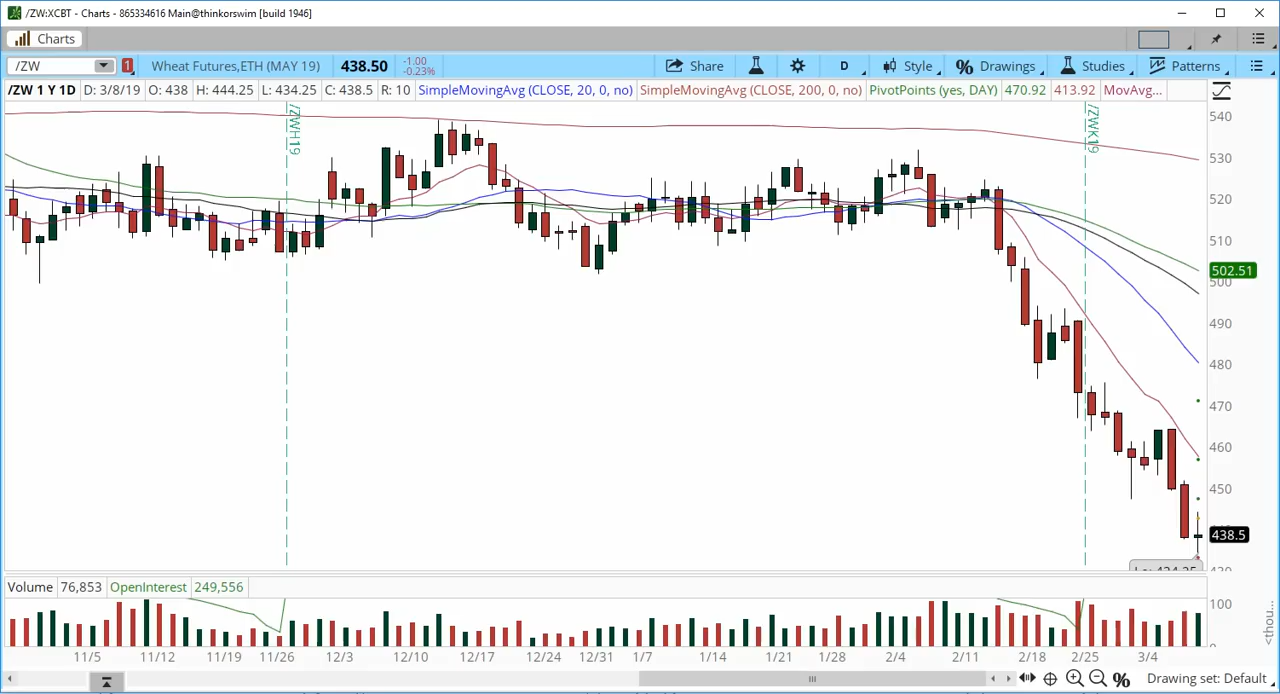 /ZW:XCBT - Charts - 865334616 Main@thinkorswim [build 1946]
Charts
/ZW 1 Wheat Futures,ETH (MAY 19) 438.50 -1.00 -0.23% Share D Style % Drawings Studies Patterns
/ZW 1 Y 1D D: 3/8/19 O: 438 H: 444.25 L: 434.25 C: 438.5 R: 10 SimpleMovingAvg (CLOSE, 20, 0, no) SimpleMovingAvg (CLOSE, 200, 0, no) PivotPoints (yes, DAY) 470.92 413.92 MovAvg...
/ZWH19
/ZWK19
540
530
520
510
502.51
500
490
480
470
460
450
438.5
430
Volume 76,853 OpenInterest 249,556
100
0
<thou...
11/5 11/12 11/19 11/26 12/3 12/10 12/17 12/24 12/31 1/7 1/14 1/21 1/28 2/4 2/11 2/18 2/25 3/4
% Drawing set: Default